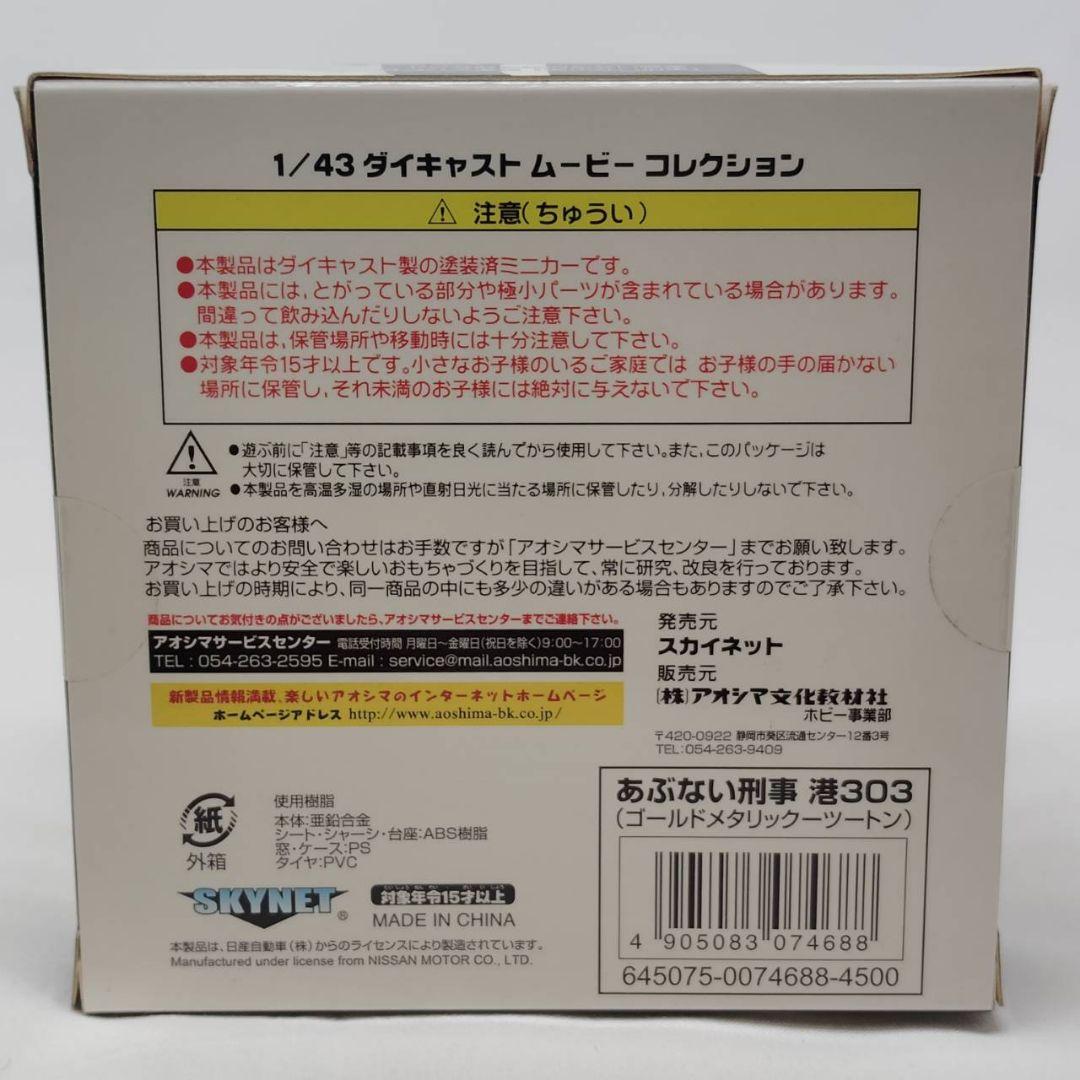 1/43 ダイキャスト ムービー コレクション
注意(ちゅうい)
●本製品はダイキャスト製の塗装済ミニカーです。
●本製品には,とがっている部分や極小パーツが含まれている場合があります。
間違って飲み込んだりしないようご注意下さい。
●本製品は,保管場所や移動時には十分注意して下さい。
●対象年令15才以上です。小さなお子様のいるご家庭では お子様の手の届かない
場所に保管し,それ未満のお子様には絶対に与えないで下さい。
注意
WARNING
●遊ぶ前に「注意」等の記載事項を良く読んでから使用して下さい。また,このパッケージは
大切に保管して下さい。
●本製品を高温多湿の場所や直射日光に当たる場所に保管したり,分解したりしないで下さい。
お買い上げのお客様へ
商品についてのお問い合わせはお手数ですが「アオシマサービスセンター」までお願い致します。
アオシマではより安全で楽しいおもちゃづくりを目指して、常に研究、改良を行っております。
お買い上げの時期により、同一商品の中にも多少の違いがある場合もありますのでご了承下さい。
商品についてお気付きの点がございましたら、アオシマサービスセンターまでご連絡下さい。
アオシマサービスセンター 電話受付時間 月曜日〜金曜日(祝日を除く)9:00〜17:00
TEL : 054-263-2595 E-mail : service@mail.aoshima-bk.co.jp
新製品情報満載、楽しいアオシマのインターネットホームページ
ホームページアドレス http://www.aoshima-bk.co.jp/
発売元
スカイネット
販売元
(株)アオシマ文化教材社
ホビー事業部
〒420-0922 静岡市葵区流通センター12番3号
TEL:054-263-9409
紙
外箱
使用樹脂
本体:亜鉛合金
シート・シャーシ・台座:ABS樹脂
窓・ケース:PS
タイヤ:PVC
SKYNET®
対象年令15才以上
MADE IN CHINA
本製品は、日産自動車(株)からのライセンスにより製造されています。
Manufactured under license from NISSAN MOTOR CO., LTD.
あぶない刑事 港303
(ゴールドメタリックーツートン)
4 905083 074688
645075-0074688-4500